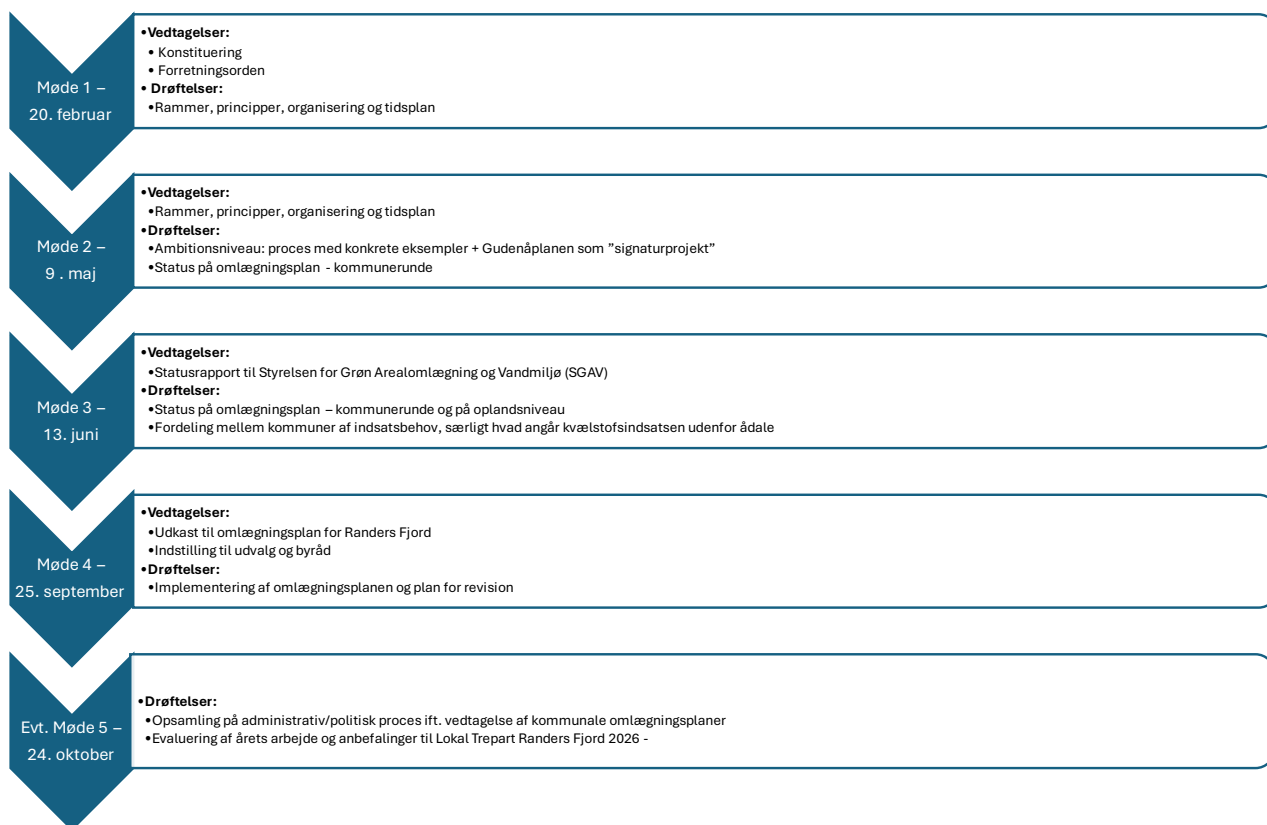 Møde 1 –
20. februar
•Vedtagelser:
• Konstituering
• Forretningsorden
• Drøftelser:
•Rammer, principper, organisering og tidsplan
Møde 2 –
9 . maj
•Vedtagelser:
•Rammer, principper, organisering og tidsplan
•Drøftelser:
•Ambitionsniveau: proces med konkrete eksempler + Gudenåplanen som ”signaturprojekt”
•Status på omlægningsplan - kommunerunde
Møde 3 –
13. juni
•Vedtagelser:
•Statusrapport til Styrelsen for Grøn Arealomlægning og Vandmiljø (SGAV)
•Drøftelser:
•Status på omlægningsplan – kommunerunde og på oplandsniveau
•Fordeling mellem kommuner af indsatsbehov, særligt hvad angår kvælstofsindsatsen udenfor ådale
Møde 4 –
25. september
•Vedtagelser:
•Udkast til omlægningsplan for Randers Fjord
•Indstilling til udvalg og byråd
•Drøftelser:
•Implementering af omlægningsplanen og plan for revision
Evt. Møde 5 –
24. oktober
•Drøftelser:
•Opsamling på administrativ/politisk proces ift. vedtagelse af kommunale omlægningsplaner
•Evaluering af årets arbejde og anbefalinger til Lokal Trepart Randers Fjord 2026 -